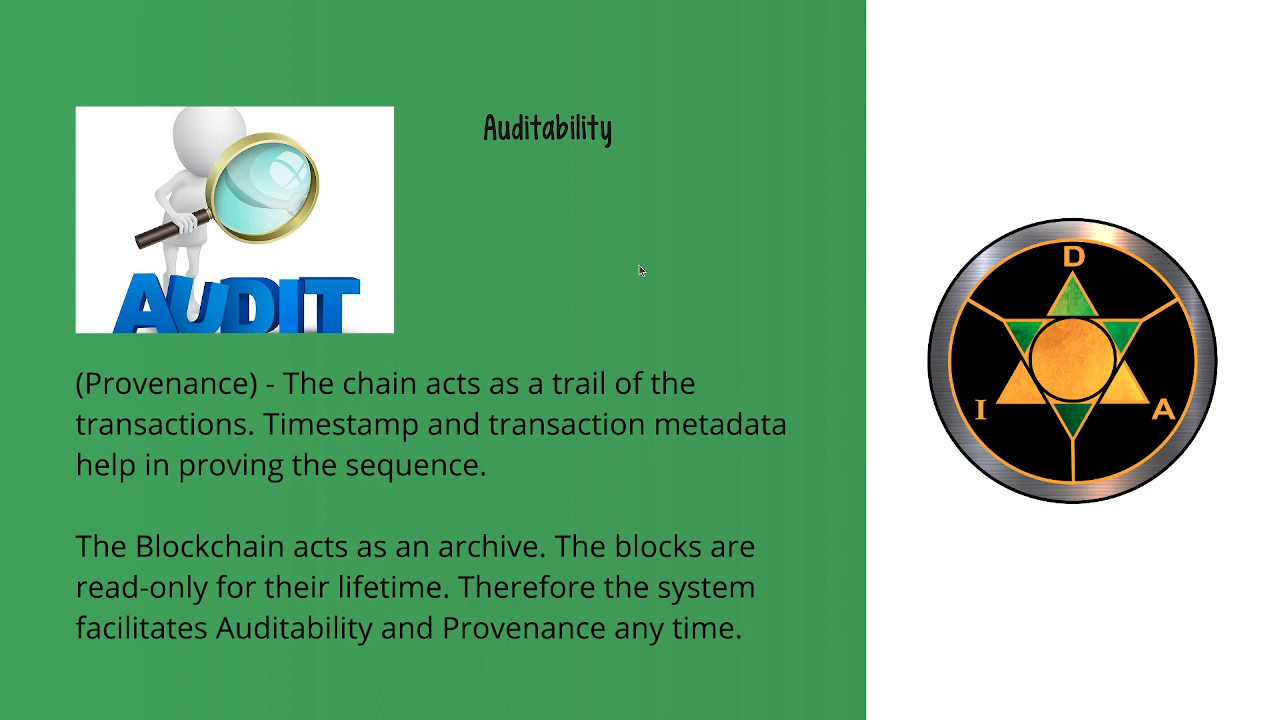 Auditability
AUDIT
(Provenance) - The chain acts as a trail of the
transactions. Timestamp and transaction metadata
help in proving the sequence.
The Blockchain acts as an archive. The blocks are
read-only for their lifetime. Therefore the system
facilitates Auditability and Provenance any time.
D
I
A